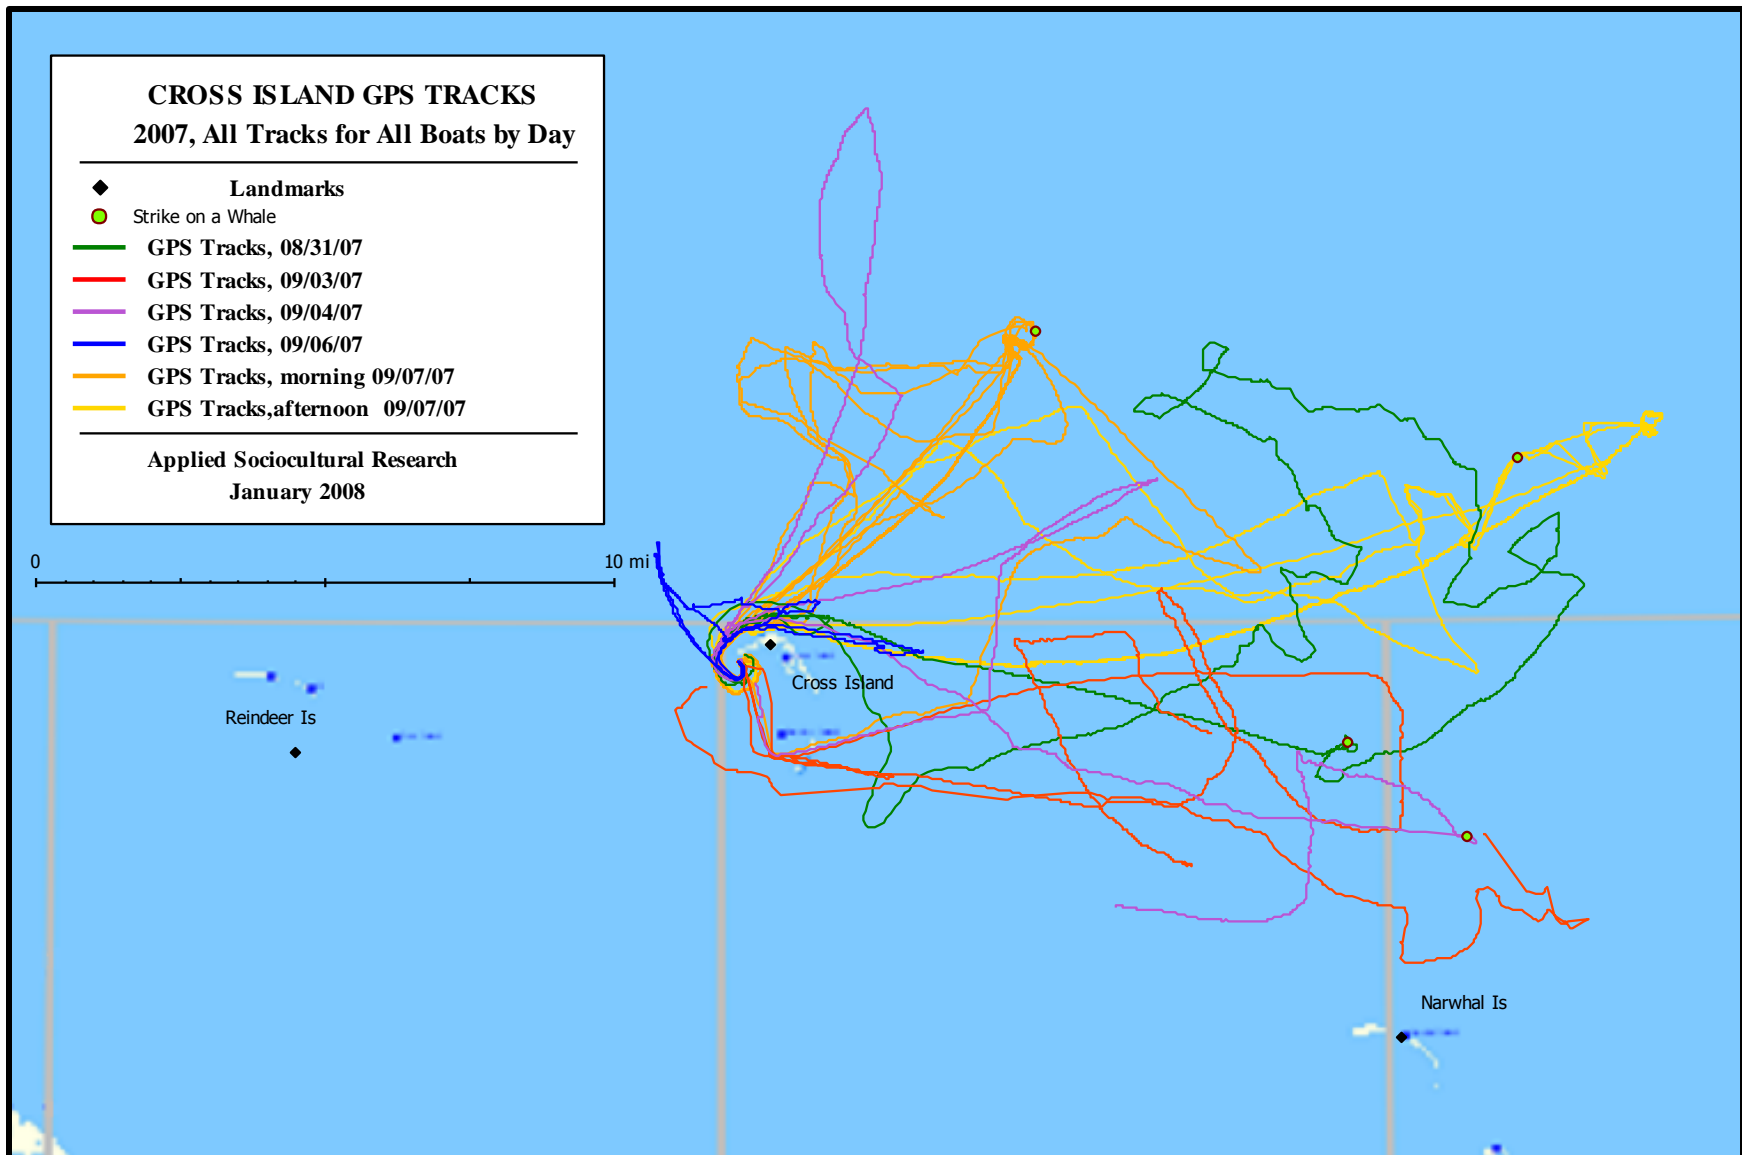 CROSS ISLAND GPS TRACKS
2007, All Tracks for All Boats by Day
Landmarks
Strike on a Whale
GPS Tracks, 08/31/07
GPS Tracks, 09/03/07
GPS Tracks, 09/04/07
GPS Tracks, 09/06/07
GPS Tracks, morning 09/07/07
GPS Tracks,afternoon 09/07/07
Applied Sociocultural Research
January 2008
0
10 mi
Cross Island
Reindeer Is
Narwhal Is